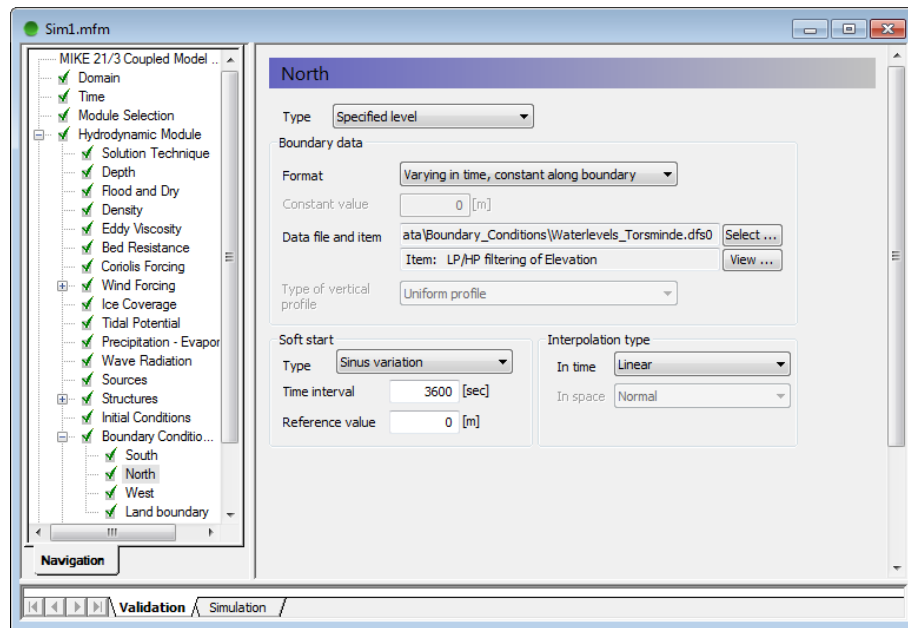 Sim1.mfm
MIKE 21/3 Coupled Model ..
Domain
Time
Module Selection
Hydrodynamic Module
Solution Technique
Depth
Flood and Dry
Density
Eddy Viscosity
Bed Resistance
Coriolis Forcing
Wind Forcing
Ice Coverage
Tidal Potential
Precipitation - Evapor
Wave Radiation
Sources
Structures
Initial Conditions
Boundary Conditio...
South
North
West
Land boundary
Navigation
North
Type Specified level
Boundary data
Format Varying in time, constant along boundary
Constant value 0 [m]
Data file and item ata\Boundary_Conditions\Waterlevels_Torsminde.dfs0 Select ...
Item: LP/HP filtering of Elevation View ...
Type of vertical
profile
Uniform profile
Soft start
Type Sinus variation
Time interval 3600 [sec]
Reference value 0 [m]
Interpolation type
In time Linear
In space Normal
Validation Simulation